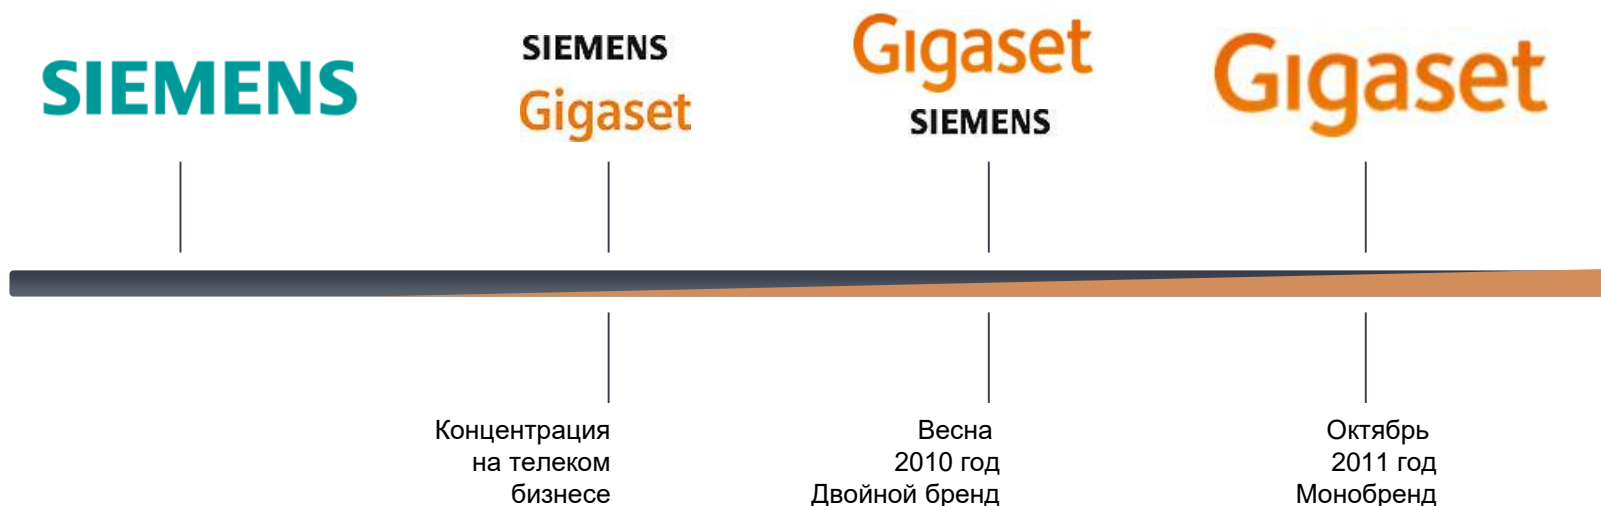 SIEMENS
SIEMENS
Gigaset
Gigaset
SIEMENS
Gigaset
Концентрация
на телеком
бизнесе
Весна
2010 год
Двойной бренд
Октябрь
2011 год
Монобренд